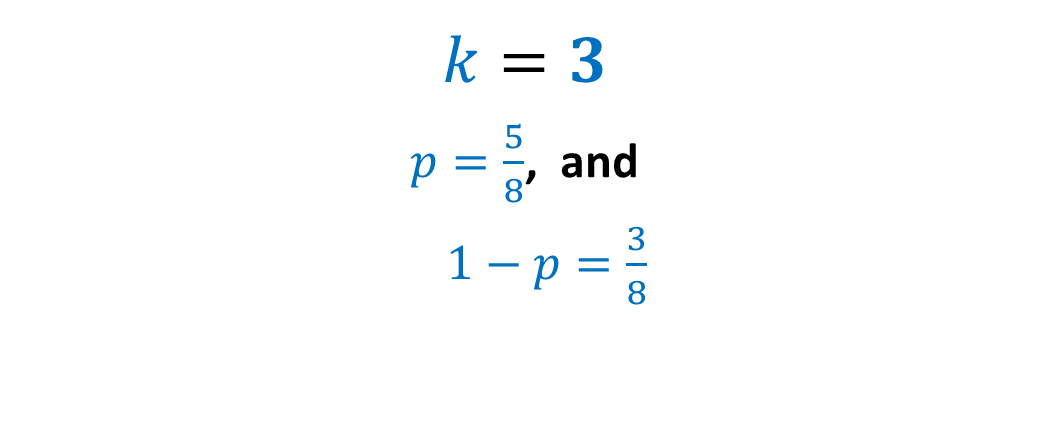 k = 3
p = 5/8, and
1 − p = 3/8